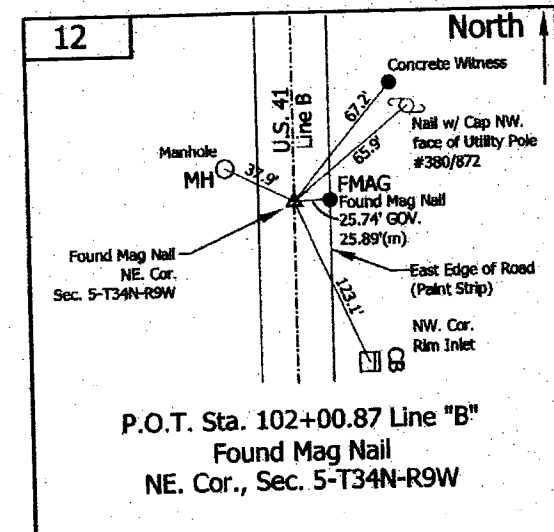 12
North
Concrete Witness
U.S. 41
Line B
67.2'
65.9'
Nail w/ Cap NW.
face of Utility Pole
#380/872
Manhole
MH
37.9'
FMAG
Found Mag Nail
25.74' GOV.
25.89'(m)
Found Mag Nail
NE. Cor.
Sec. 5-T34N-R9W
123.1'
East Edge of Road
(Paint Strip)
NW. Cor.
Rim Inlet
CB
P.O.T. Sta. 102+00.87 Line "B"
Found Mag Nail
NE. Cor., Sec. 5-T34N-R9W